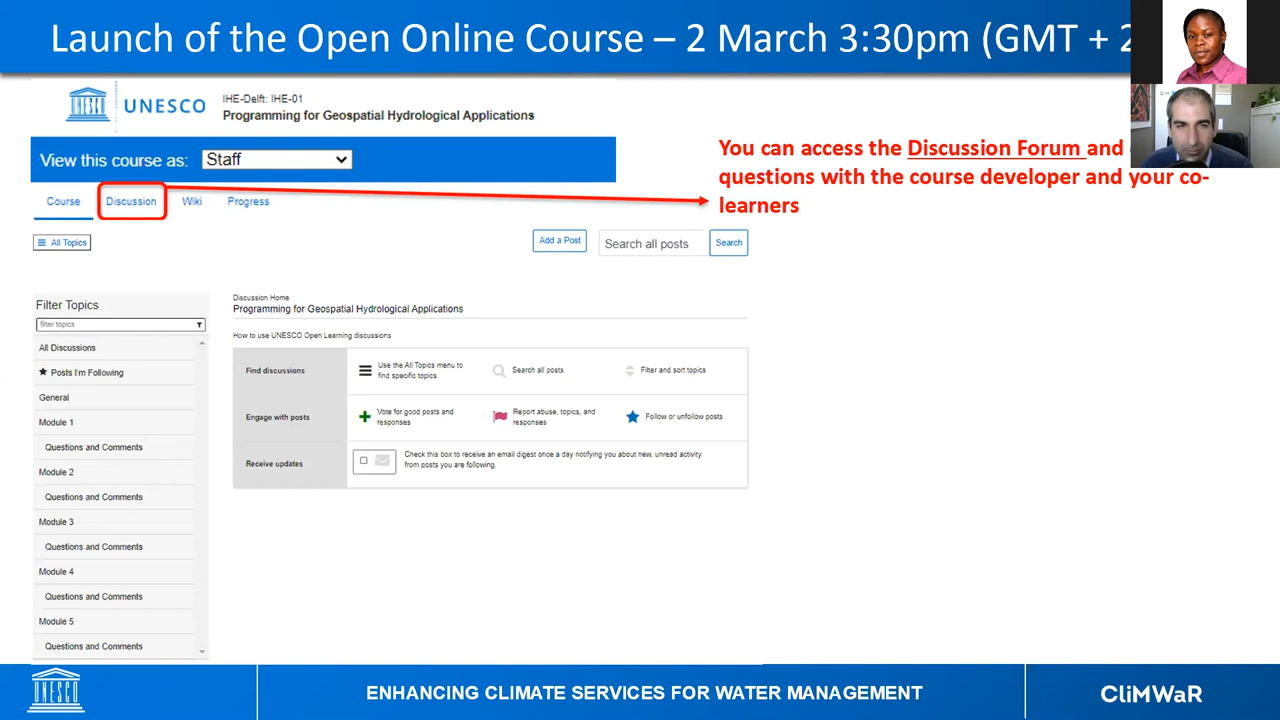 Launch of the Open Online Course – 2 March 3:30pm (GMT + 2
UNESCO
IHE-Delft: IHE-01
Programming for Geospatial Hydrological Applications
View this course as: Staff
You can access the Discussion Forum and
questions with the course developer and your co-
learners
Course Discussion Wiki Progress
All Topics
Add a Post
Search all posts
Search
Filter Topics
filter topics
All Discussions
Posts I'm Following
General
Module 1
Questions and Comments
Module 2
Questions and Comments
Module 3
Questions and Comments
Module 4
Questions and Comments
Module 5
Questions and Comments
Discussion Home
Programming for Geospatial Hydrological Applications
How to use UNESCO Open Learning discussions
Find discussions
Use the All Topics menu to
find specific topics.
Search all posts
Filter and sort topics
Engage with posts
Vote for good posts and
responses
Report abuse, topics, and
responses
Follow or unfollow posts
Receive updates
Check this box to receive an email digest once a day notifying you about new, unread activity
from posts you are following.
UNESCO
ENHANCING CLIMATE SERVICES FOR WATER MANAGEMENT
CliMWaR